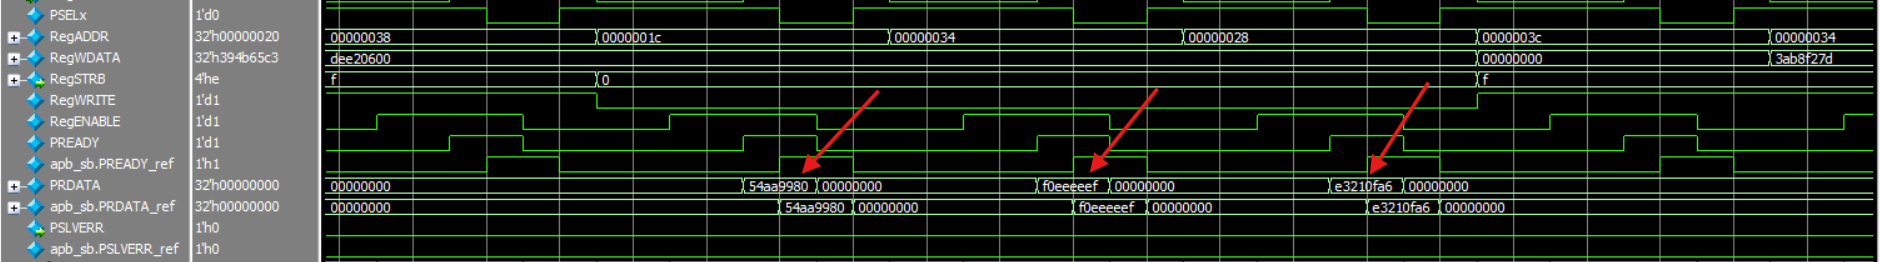 PSELx 1'd0
RegADDR 32'h00000020 00000038 0000001c 00000034 00000028 0000003c 00000034
RegWDATA 32'h394b65c3 dee20600 00000000 3ab8f27d
RegSTRB 4'he f 0 f
RegWRITE 1'd1
RegENABLE 1'd1
PREADY 1'd1
apb_sb.PREADY_ref 1'h1
PRDATA 32'h00000000 00000000 54aa9980 00000000 f0eeeeef 00000000 e3210fa6 00000000
apb_sb.PRDATA_ref 32'h00000000 00000000 54aa9980 00000000 f0eeeeef 00000000 e3210fa6 00000000
PSLVERR 1'h0
apb_sb.PSLVERR_ref 1'h0